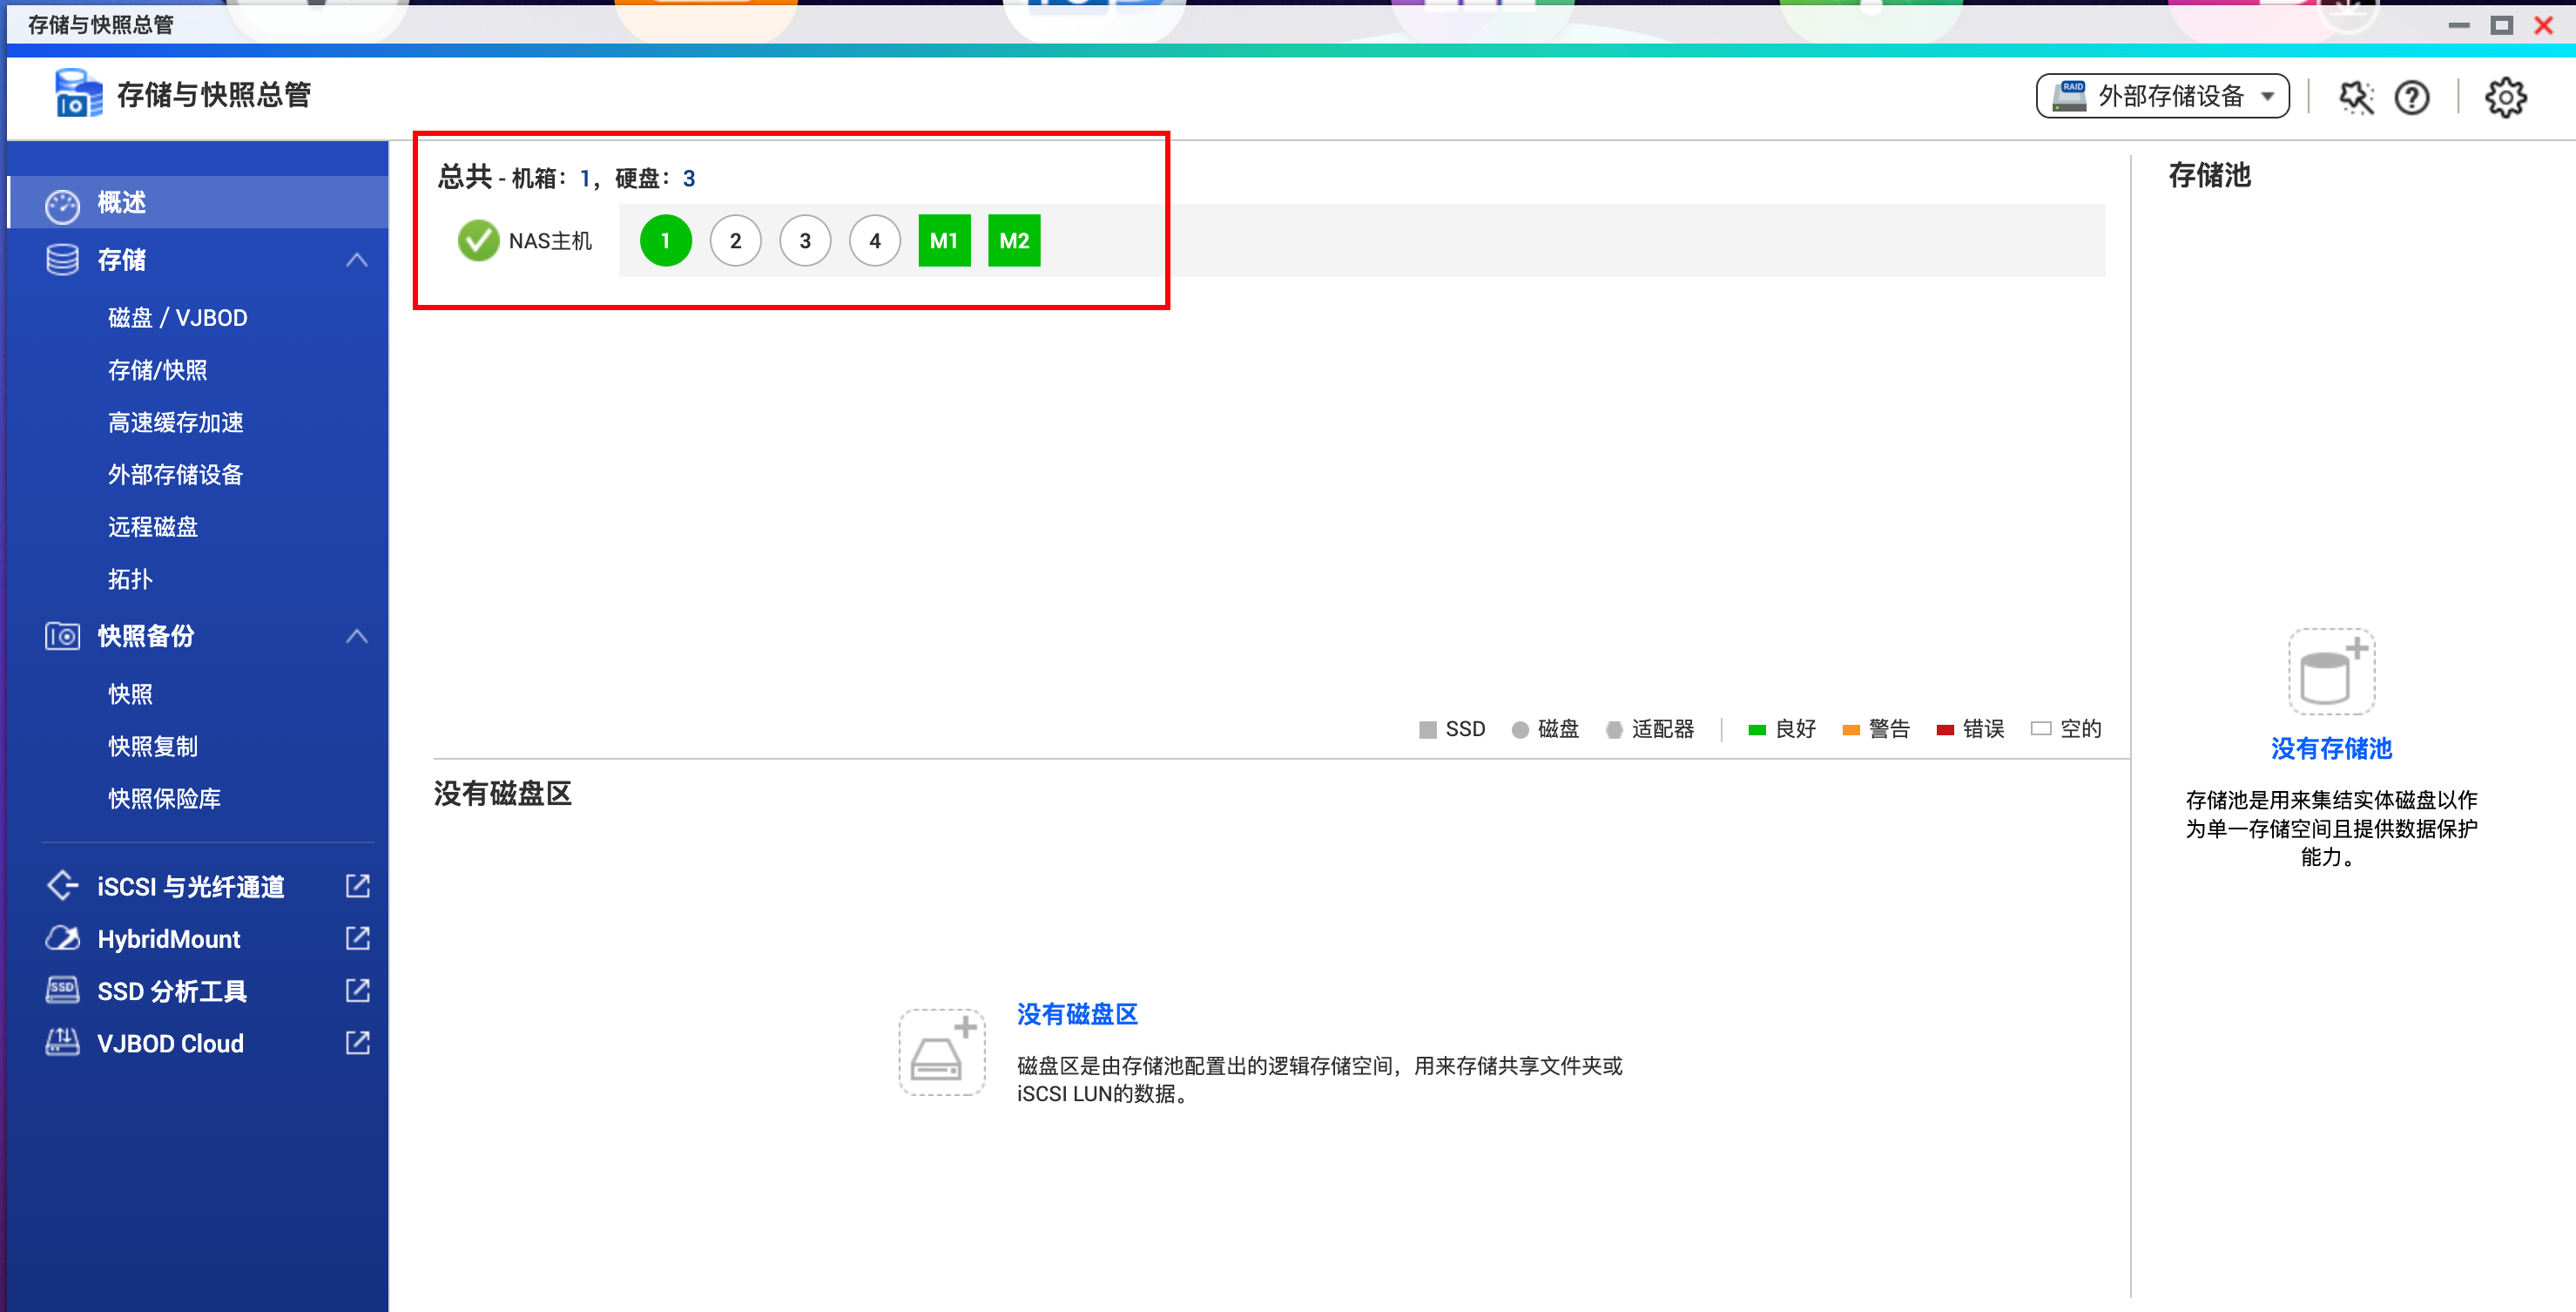 存储与快照总管
存储与快照总管
RAID 外部存储设备
概述
存储
磁盘 / VJBOD
存储/快照
高速缓存加速
外部存储设备
远程磁盘
拓扑
快照备份
快照
快照复制
快照保险库
iSCSI 与光纤通道
HybridMount
SSD 分析工具
VJBOD Cloud
总共 - 机箱：1，硬盘：3
NAS主机 1 2 3 4 M1 M2
SSD 磁盘 适配器 良好 警告 错误 空的
没有磁盘区
没有磁盘区
磁盘区是由存储池配置出的逻辑存储空间，用来存储共享文件夹或
iSCSI LUN的数据。
存储池
没有存储池
存储池是用来集结实体磁盘以作
为单一存储空间且提供数据保护
能力。